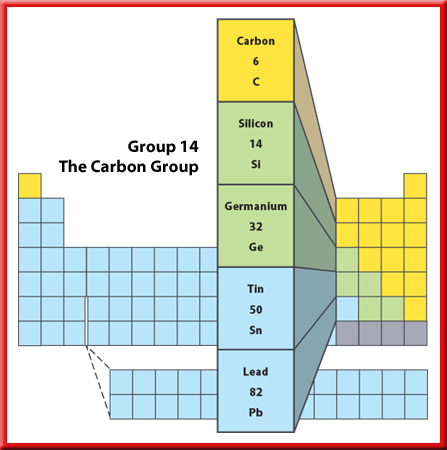 Group 14
The Carbon Group
Carbon
6
C
Silicon
14
Si
Germanium
32
Ge
Tin
50
Sn
Lead
82
Pb